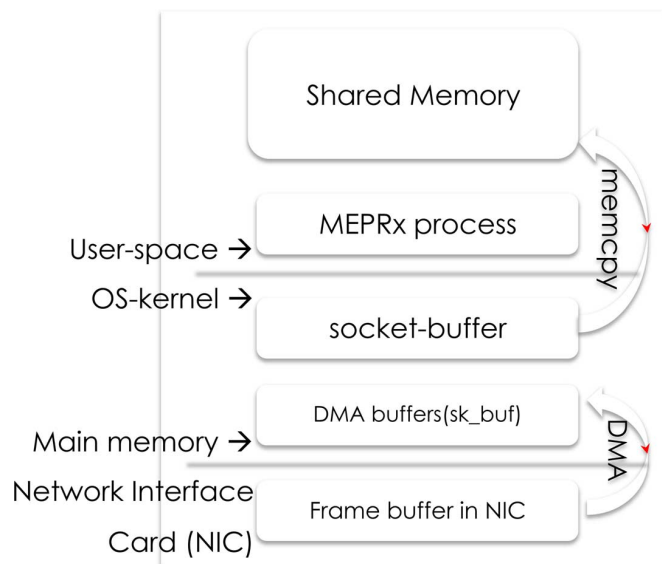 Shared Memory
memcpy
MEPRx process
User-space →
OS-kernel →
socket-buffer
DMA buffers(sk_buf)
Main memory →
DMA
Network Interface
Card (NIC)
Frame buffer in NIC